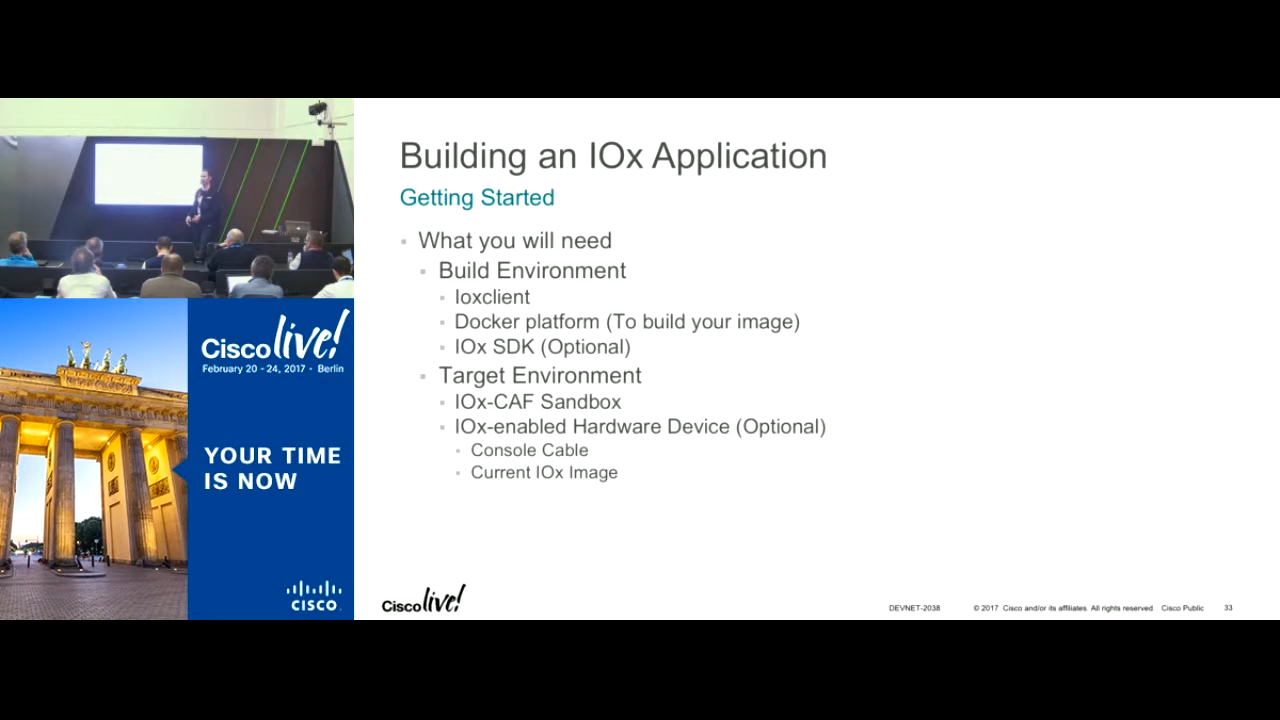 Building an IOx Application
Getting Started
What you will need
Build Environment
Ioxclient
Docker platform (To build your image)
IOx SDK (Optional)
Target Environment
IOx-CAF Sandbox
IOx-enabled Hardware Device (Optional)
Console Cable
Current IOx Image
Cisco live!
February 20 - 24, 2017 · Berlin
YOUR TIME
IS NOW
CISCO.
Cisco live!
DEVNET-2038 © 2017 Cisco and/or its affiliates. All rights reserved. Cisco Public 33